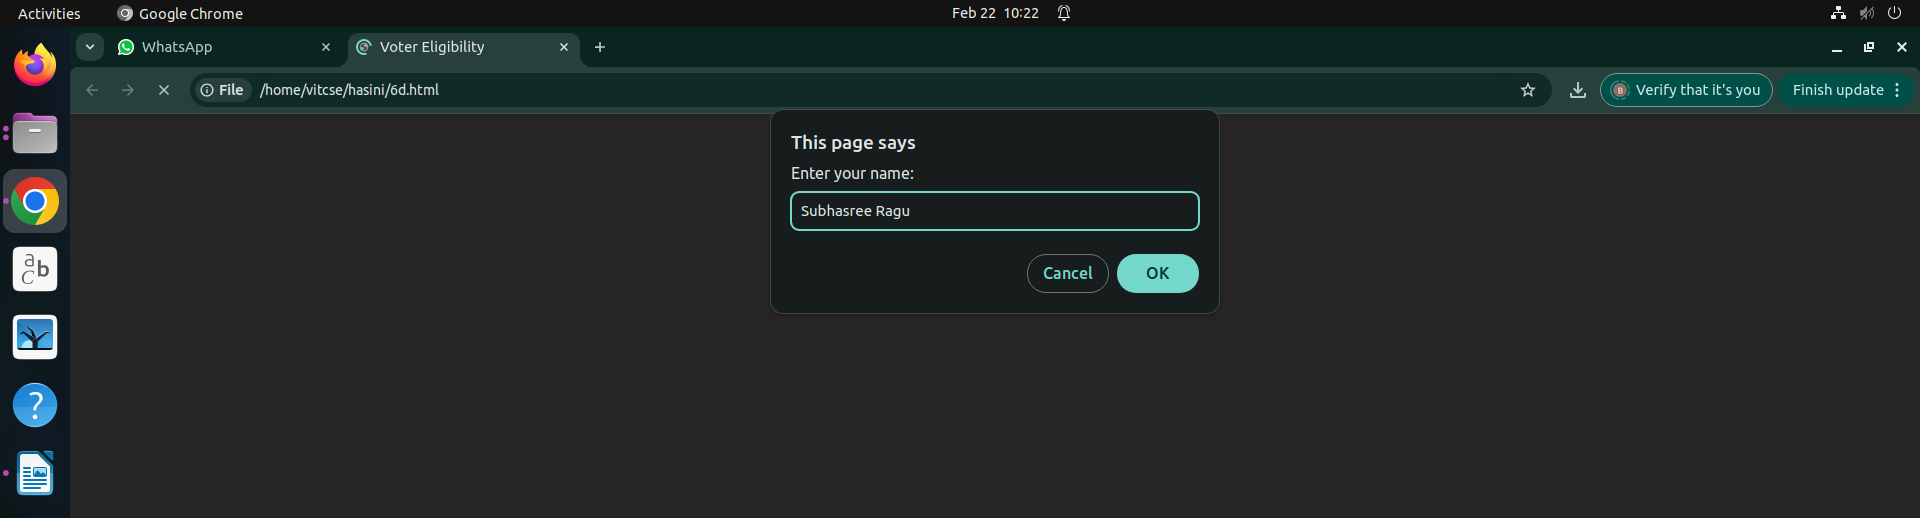 Activities Google Chrome Feb 22 10:22
WhatsApp Voter Eligibility
File /home/vitcse/hasini/6d.html B Verify that it's you Finish update
This page says
Enter your name:
Subhasree Ragu
Cancel OK
a
C b
?